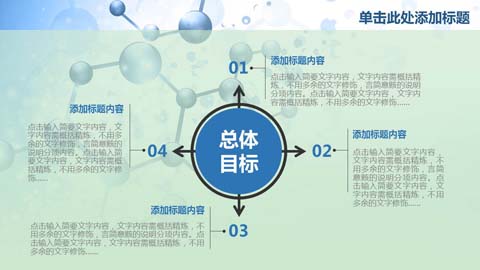 单击此处添加标题
01
添加标题内容
点击输入简要文字内容，文字内容需概括精炼，不用多余的文字修饰，言简意赅的说明分项内容。点击输入简要文字内容，文字内容需概括精炼，不用多余的文字修饰……
添加标题内容
点击输入简要文字内容，文
字内容需概括精炼，不用多
余的文字修饰，言简意赅的
说明分项内容。点击输入简
要文字内容，文字内容需概
括精炼，不用多余的文字修
饰……
04
总体
目标
02
添加标题内容
点击输入简要文字内容，文
字内容需概括精炼，不用多
余的文字修饰，言简意赅的
说明分项内容。点击输入简
要文字内容，文字内容需概
括精炼，不用多余的文字修
饰……
添加标题内容
点击输入简要文字内容，文字内容需概括精炼，不用
多余的文字修饰，言简意赅的说明分项内容。点击输
入简要文字内容，文字内容需概括精炼，不用多余的
文字修饰……
03